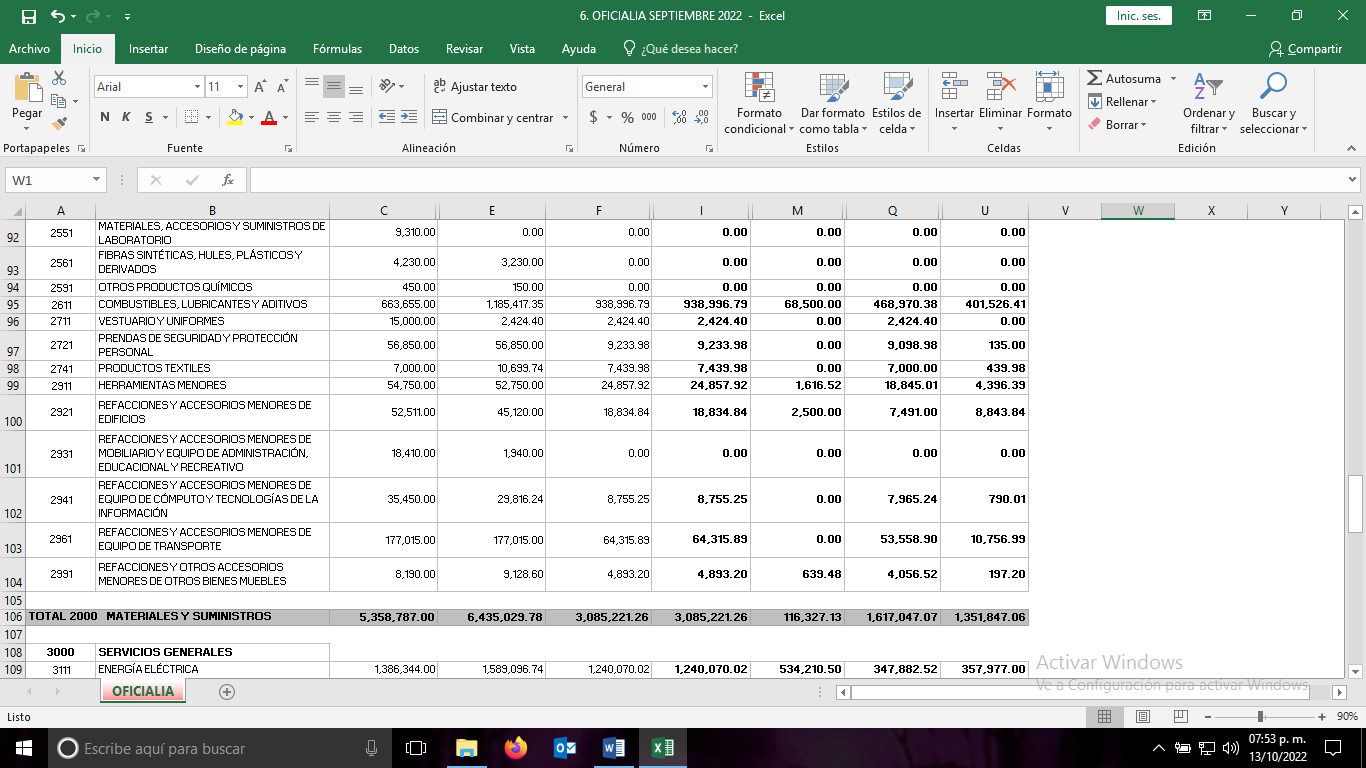 6. OFICIALIA SEPTIEMBRE 2022 - Excel
Inic. ses.
Archivo Inicio Insertar Diseño de página Fórmulas Datos Revisar Vista Ayuda ¿Qué desea hacer? Compartir
Pegar
Portapapeles
Arial 11
N K S
Fuente
Ajustar texto
Combinar y centrar
Alineación
General
$ % 000
Número
Formato condicional
Dar formato como tabla
Estilos de celda
Estilos
Insertar Eliminar Formato
Celdas
Autosuma
Rellenar
Borrar
Ordenar y filtrar
Buscar y seleccionar
Edición
W1 fx
A B C E F I M Q U V W X Y
92 2551 MATERIALES, ACCESORIOS Y SUMINISTROS DE LABORATORIO 9,310.00 0.00 0.00 0.00 0.00 0.00 0.00
93 2561 FIBRAS SINTÉTICAS, HULES, PLÁSTICOS Y DERIVADOS 4,230.00 3,230.00 0.00 0.00 0.00 0.00 0.00
94 2591 OTROS PRODUCTOS QUÍMICOS 450.00 150.00 0.00 0.00 0.00 0.00 0.00
95 2611 COMBUSTIBLES, LUBRICANTES Y ADITIVOS 663,655.00 1,185,417.35 938,996.79 938,996.79 68,500.00 468,970.38 401,526.41
96 2711 VESTUARIO Y UNIFORMES 15,000.00 2,424.40 2,424.40 2,424.40 0.00 2,424.40 0.00
97 2721 PRENDAS DE SEGURIDAD Y PROTECCIÓN PERSONAL 56,850.00 56,850.00 9,233.98 9,233.98 0.00 9,098.98 135.00
98 2741 PRODUCTOS TEXTILES 7,000.00 10,699.74 7,439.98 7,439.98 0.00 7,000.00 439.98
99 2911 HERRAMIENTAS MENORES 54,750.00 52,750.00 24,857.92 24,857.92 1,616.52 18,845.01 4,396.39
100 2921 REFACCIONES Y ACCESORIOS MENORES DE EDIFICIOS 52,511.00 45,120.00 18,834.84 18,834.84 2,500.00 7,491.00 8,843.84
101 2931 REFACCIONES Y ACCESORIOS MENORES DE MOBILIARIO Y EQUIPO DE ADMINISTRACIÓN, EDUCACIONAL Y RECREATIVO 18,410.00 1,940.00 0.00 0.00 0.00 0.00 0.00
102 2941 REFACCIONES Y ACCESORIOS MENORES DE EQUIPO DE CÓMPUTO Y TECNOLOGÍAS DE LA INFORMACIÓN 35,450.00 29,816.24 8,755.25 8,755.25 0.00 7,965.24 790.01
103 2961 REFACCIONES Y ACCESORIOS MENORES DE EQUIPO DE TRANSPORTE 177,015.00 177,015.00 64,315.89 64,315.89 0.00 53,558.90 10,756.99
104 2991 REFACCIONES Y OTROS ACCESORIOS MENORES DE OTROS BIENES MUEBLES 8,190.00 9,128.60 4,893.20 4,893.20 639.48 4,056.52 197.20
105
106 TOTAL 2000 MATERIALES Y SUMINISTROS 5,358,787.00 6,435,029.78 3,085,221.26 3,085,221.26 116,327.13 1,617,047.07 1,351,847.06
107
108 3000 SERVICIOS GENERALES
109 3111 ENERGÍA ELÉCTRICA 1,386,344.00 1,589,096.74 1,240,070.02 1,240,070.02 534,210.50 347,882.52 357,977.00
Activar Windows
Ve a Configuración para activar Windows.
OFICIALIA
Listo 90%
Escribe aquí para buscar
07:53 p. m.
13/10/2022